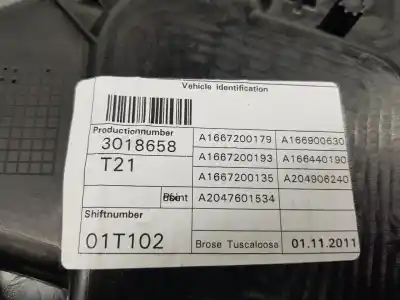 Vehicle identification
Productionnumber
3018658
T21
A1667200179 A166900630
A1667200193 A166440190
A1667200135 A204906240
A2047601534
Shiftnumber
01T102
Brose Tuscaloosa 01.11.2011